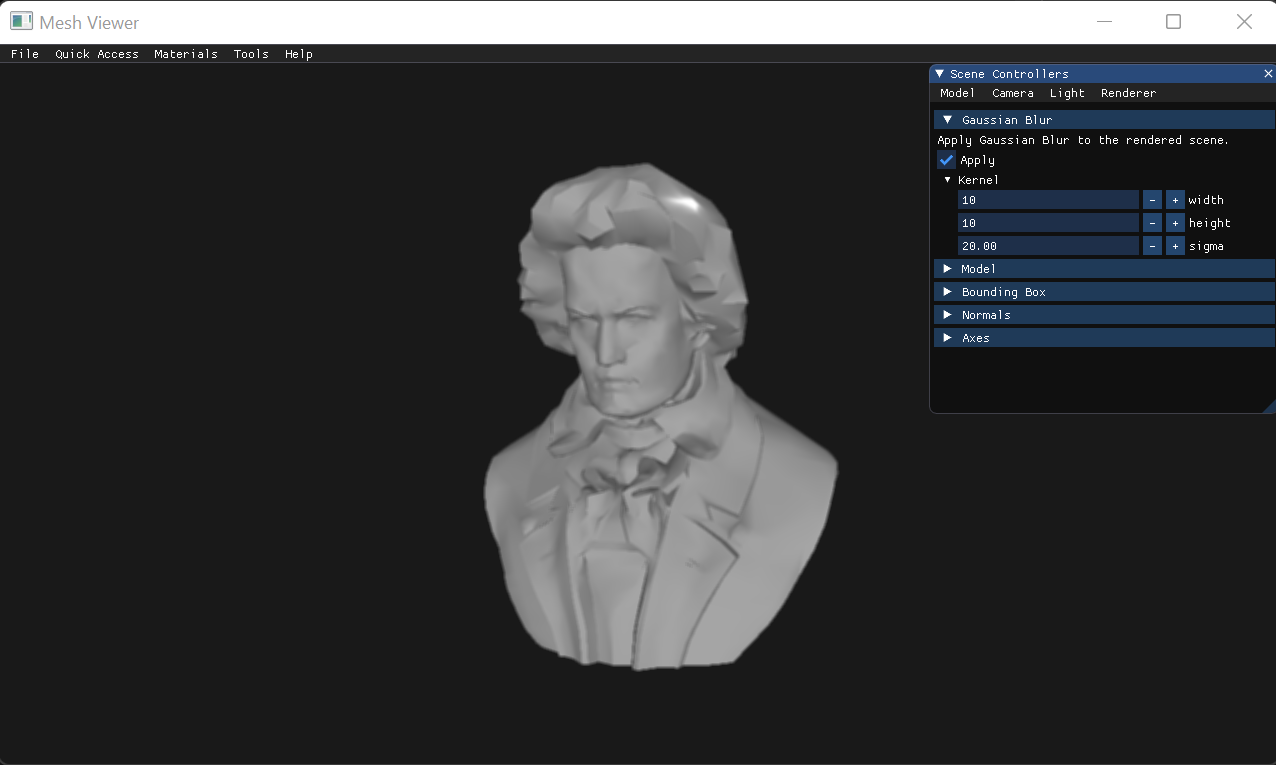 Mesh Viewer
File Quick Access Materials Tools Help
Scene Controllers
Model Camera Light Renderer
Gaussian Blur
Apply Gaussian Blur to the rendered scene.
Apply
Kernel
10 - + width
10 - + height
20.00 - + sigma
Model
Bounding Box
Normals
Axes